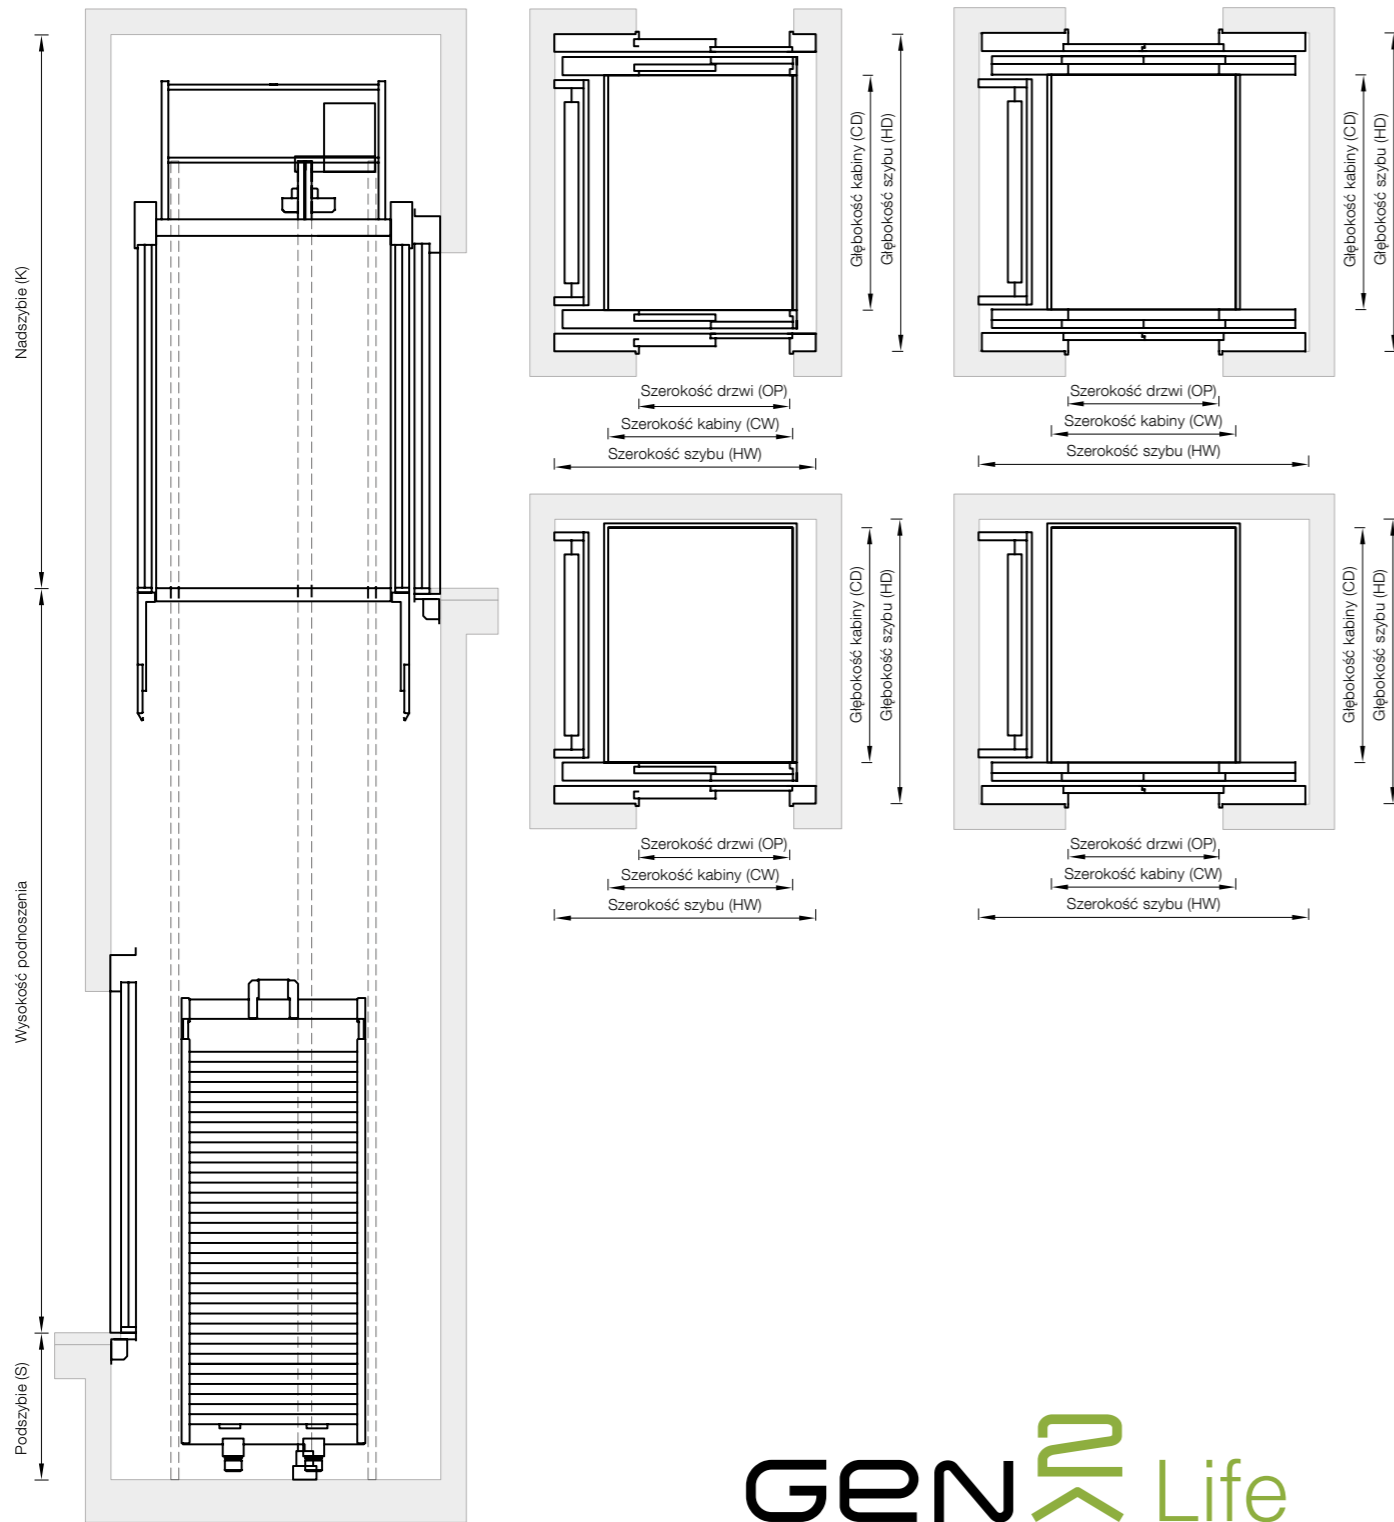 Nadszybie (K)
Wysokość podnoszenia
Podszybie (S)
Głębokość kabiny (CD)
Głębokość szybu (HD)
Szerokość drzwi (OP)
Szerokość kabiny (CW)
Szerokość szybu (HW)
Głębokość kabiny (CD)
Głębokość szybu (HD)
Szerokość drzwi (OP)
Szerokość kabiny (CW)
Szerokość szybu (HW)
Głębokość kabiny (CD)
Głębokość szybu (HD)
Szerokość drzwi (OP)
Szerokość kabiny (CW)
Szerokość szybu (HW)
Głębokość kabiny (CD)
Głębokość szybu (HD)
Szerokość drzwi (OP)
Szerokość kabiny (CW)
Szerokość szybu (HW)
GeN2 Life